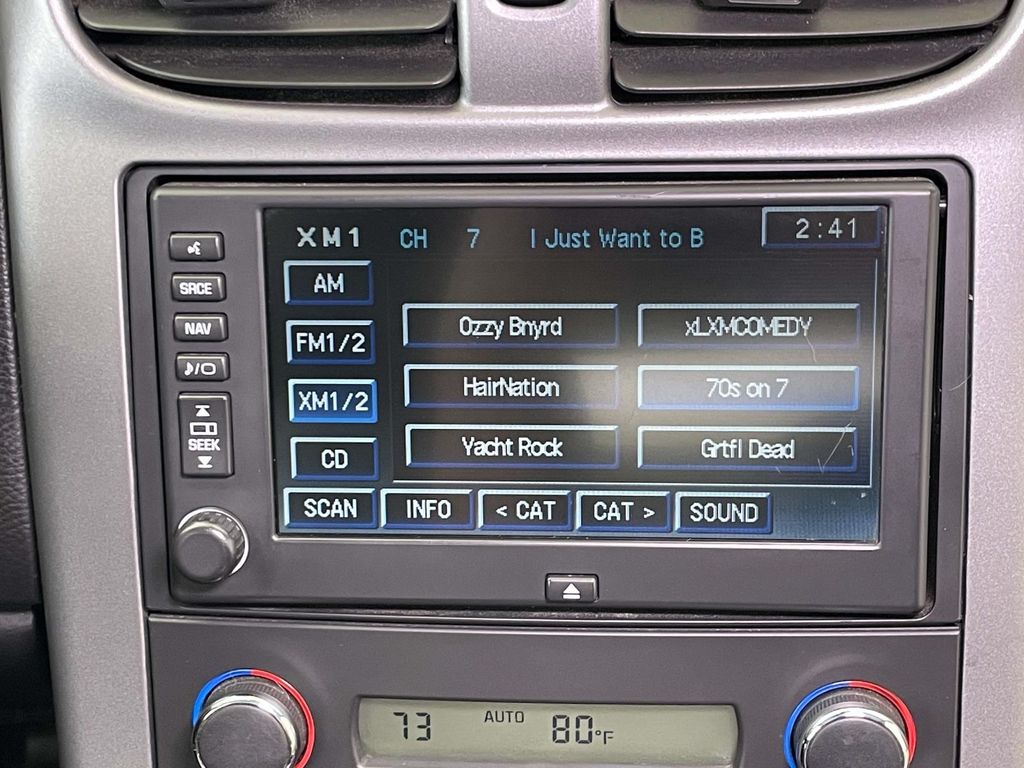 XM1 CH 7 I Just Want to B 2:41
AM
Ozzy Bnyrd xLXMCOMEDY
SRCE
NAV
FM1/2
HairNation 70s on 7
XM1/2
SEEK
Yacht Rock Grtfl Dead
CD
SCAN INFO < CAT CAT > SOUND
73 AUTO 80°F